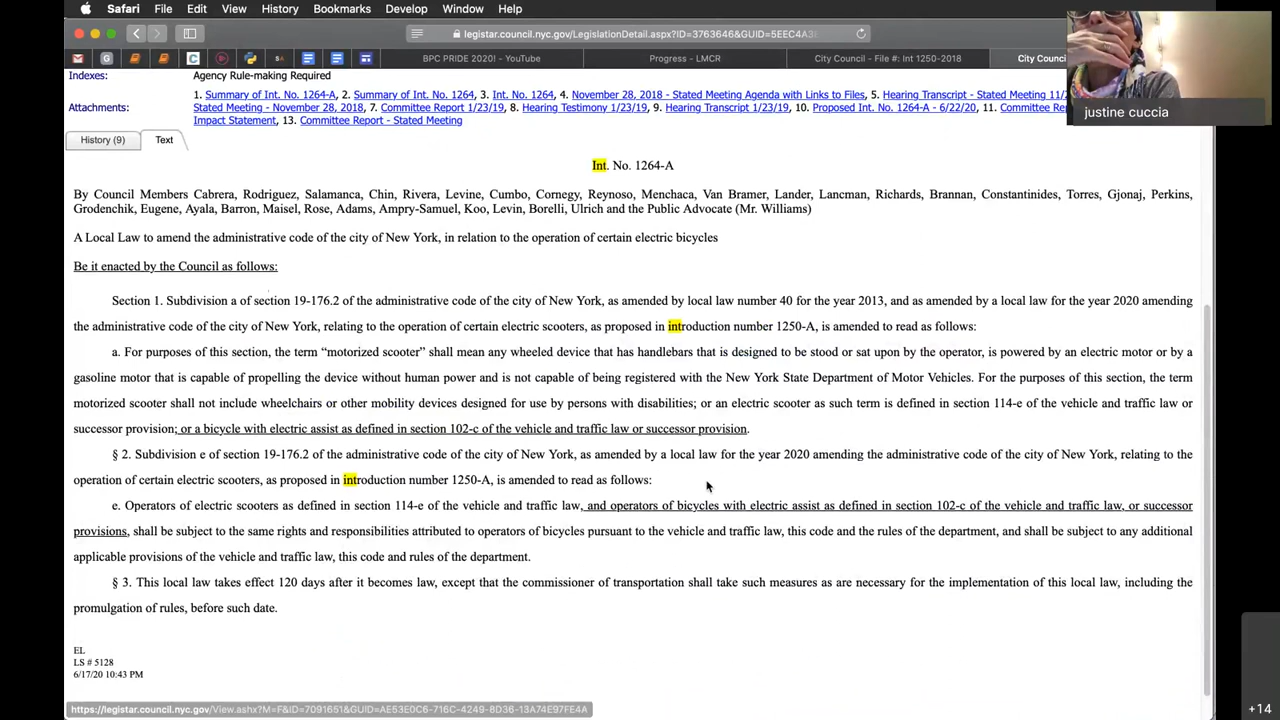 Safari File Edit View History Bookmarks Develop Window Help
legistar.council.nyc.gov/LegislationDetail.aspx?ID=3763646&GUID=5EEC4A3
BPC PRIDE 2020! - YouTube Progress - LMCR City Council - File #: Int 1250-2018 City Counc
Indexes: Agency Rule-making Required
1. Summary of Int. No. 1264-A, 2. Summary of Int. No. 1264, 3. Int. No. 1264, 4. November 28, 2018 - Stated Meeting Agenda with Links to Files, 5. Hearing Transcript - Stated Meeting 11/
Attachments: Stated Meeting - November 28, 2018, 7. Committee Report 1/23/19, 8. Hearing Testimony 1/23/19, 9. Hearing Transcript 1/23/19, 10. Proposed Int. No. 1264-A - 6/22/20, 11. Committee Re
Impact Statement, 13. Committee Report - Stated Meeting
justine cuccia
History (9) Text
Int. No. 1264-A
By Council Members Cabrera, Rodriguez, Salamanca, Chin, Rivera, Levine, Cumbo, Cornegy, Reynoso, Menchaca, Van Bramer, Lander, Lancman, Richards, Brannan, Constantinides, Torres, Gjonaj, Perkins,
Grodenchik, Eugene, Ayala, Barron, Maisel, Rose, Adams, Ampry-Samuel, Koo, Levin, Borelli, Ulrich and the Public Advocate (Mr. Williams)
A Local Law to amend the administrative code of the city of New York, in relation to the operation of certain electric bicycles
Be it enacted by the Council as follows:
Section 1. Subdivision a of section 19-176.2 of the administrative code of the city of New York, as amended by local law number 40 for the year 2013, and as amended by a local law for the year 2020 amending
the administrative code of the city of New York, relating to the operation of certain electric scooters, as proposed in introduction number 1250-A, is amended to read as follows:
a. For purposes of this section, the term “motorized scooter” shall mean any wheeled device that has handlebars that is designed to be stood or sat upon by the operator, is powered by an electric motor or by a
gasoline motor that is capable of propelling the device without human power and is not capable of being registered with the New York State Department of Motor Vehicles. For the purposes of this section, the term
motorized scooter shall not include wheelchairs or other mobility devices designed for use by persons with disabilities; or an electric scooter as such term is defined in section 114-e of the vehicle and traffic law or
successor provision; or a bicycle with electric assist as defined in section 102-c of the vehicle and traffic law or successor provision.
§ 2. Subdivision e of section 19-176.2 of the administrative code of the city of New York, as amended by a local law for the year 2020 amending the administrative code of the city of New York, relating to the
operation of certain electric scooters, as proposed in introduction number 1250-A, is amended to read as follows:
e. Operators of electric scooters as defined in section 114-e of the vehicle and traffic law, and operators of bicycles with electric assist as defined in section 102-c of the vehicle and traffic law, or successor
provisions, shall be subject to the same rights and responsibilities attributed to operators of bicycles pursuant to the vehicle and traffic law, this code and the rules of the department, and shall be subject to any additional
applicable provisions of the vehicle and traffic law, this code and rules of the department.
§ 3. This local law takes effect 120 days after it becomes law, except that the commissioner of transportation shall take such measures as are necessary for the implementation of this local law, including the
promulgation of rules, before such date.
EL
LS # 5128
6/17/20 10:43 PM
https://legistar.council.nyc.gov/View.ashx?M=F&ID=7091651&GUID=AE53E0C6-716C-4249-8D36-13A74E97FE4A
+14